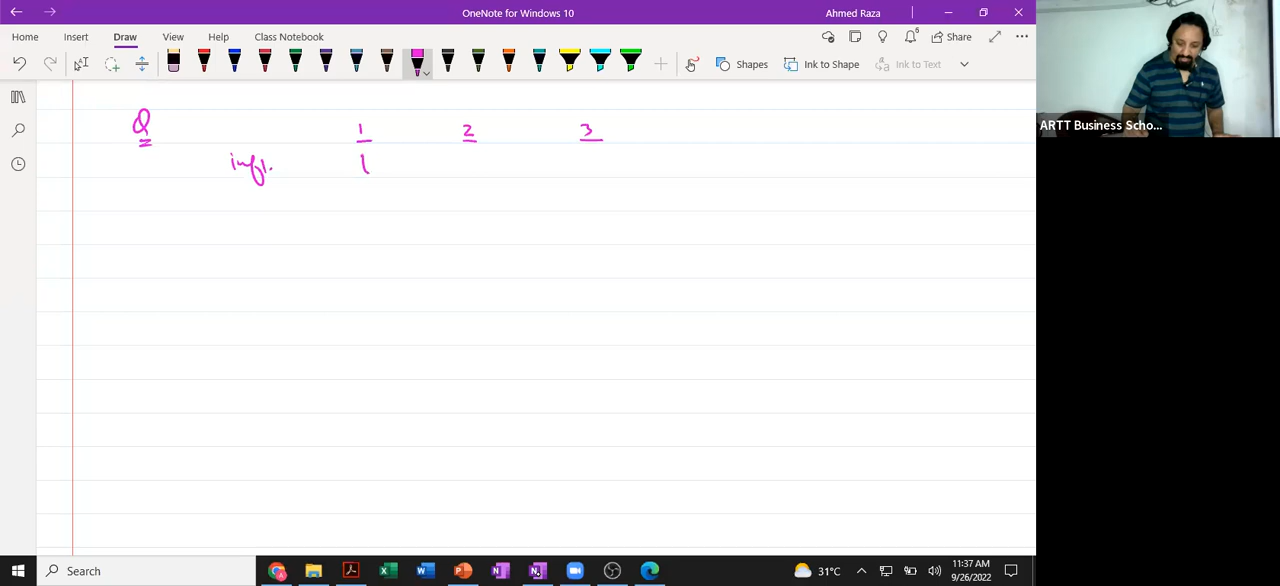 OneNote for Windows 10
Ahmed Raza
Home Insert Draw View Help Class Notebook
6
Share
Shapes
Ink to Shape
Ink to Text
ARTT Business Scho...
Q 1 2 3
infl. 1
Search
31°C
11:37 AM
9/26/2022